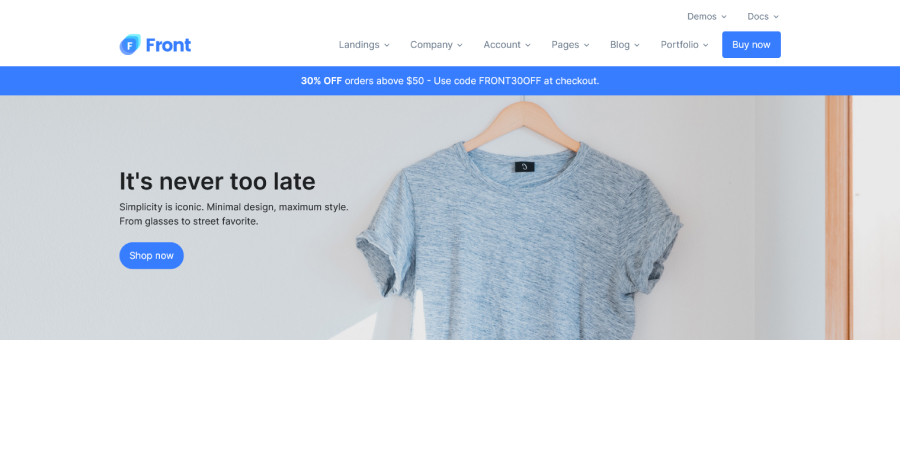 Demos
Docs
F Front
Landings
Company
Account
Pages
Blog
Portfolio
Buy now
30% OFF orders above $50 - Use code FRONT30OFF at checkout.
It's never too late
Simplicity is iconic. Minimal design, maximum style.
From glasses to street favorite.
Shop now